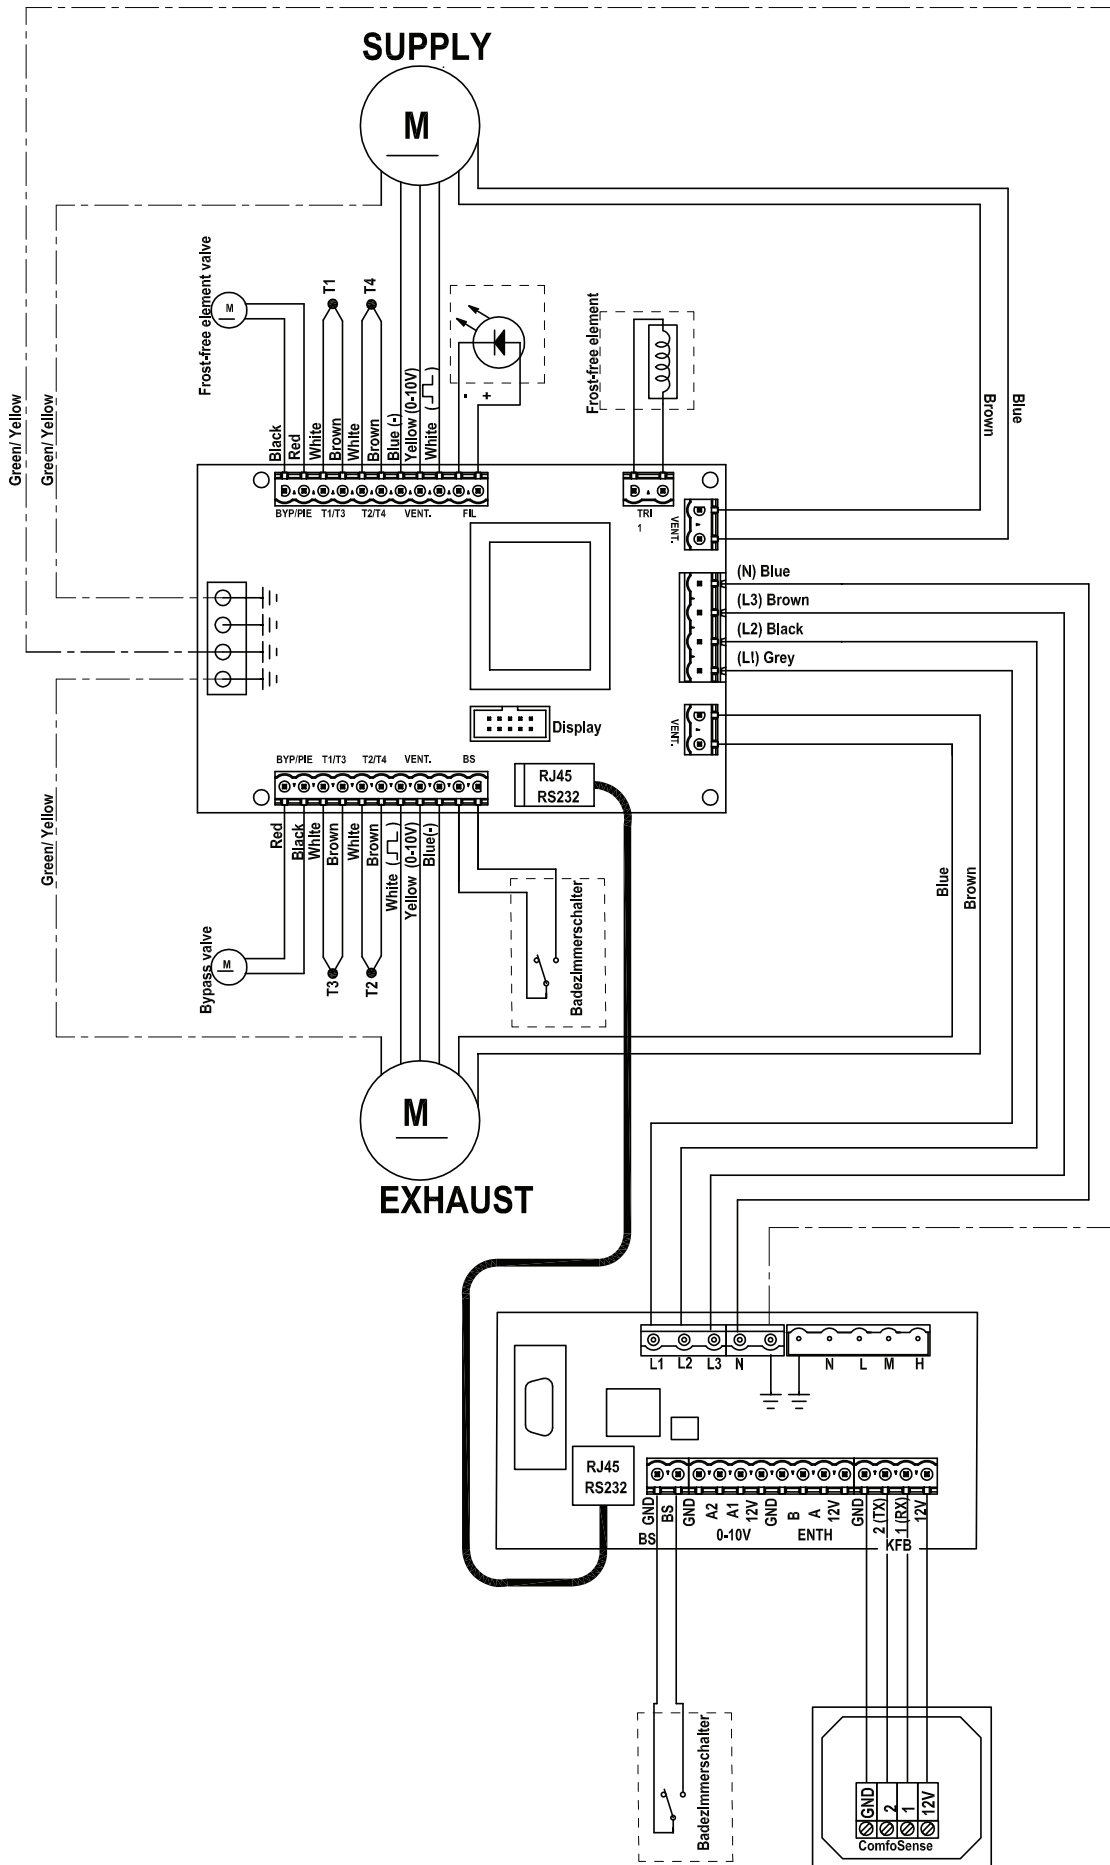 SUPPLY
M
Frost-free element valve
M
T1
T4
- +
Frost-free element
Green/ Yellow
Green/ Yellow
Black
Red
White
Brown
White
Brown
Blue (-)
Yellow (0-10V)
White ( )
Brown
Blue
BYP/PIE T1/T3 T2/T4 VENT. FIL
TRI
1
VENT.
(N) Blue
(L3) Brown
(L2) Black
(L!) Grey
VENT.
Display
BYP/PIE T1/T3 T2/T4 VENT. BS
RJ45
RS232
Green/ Yellow
Red
Black
White
Brown
White
Brown
White ( )
Yellow (0-10V)
Blue(-)
Blue
Brown
Bypass valve
M
T3
T2
BadezImmerschalter
M
EXHAUST
L1 L2 L3 N
N L M H
RJ45
RS232
GND
BS
GND
A2
A1
12V
GND
B
A
12V
GND
2 (TX)
1 (RX)
12V
BS 0-10V ENTH KFB
BadezImmerschalter
GND
2
1
12V
ComfoSense